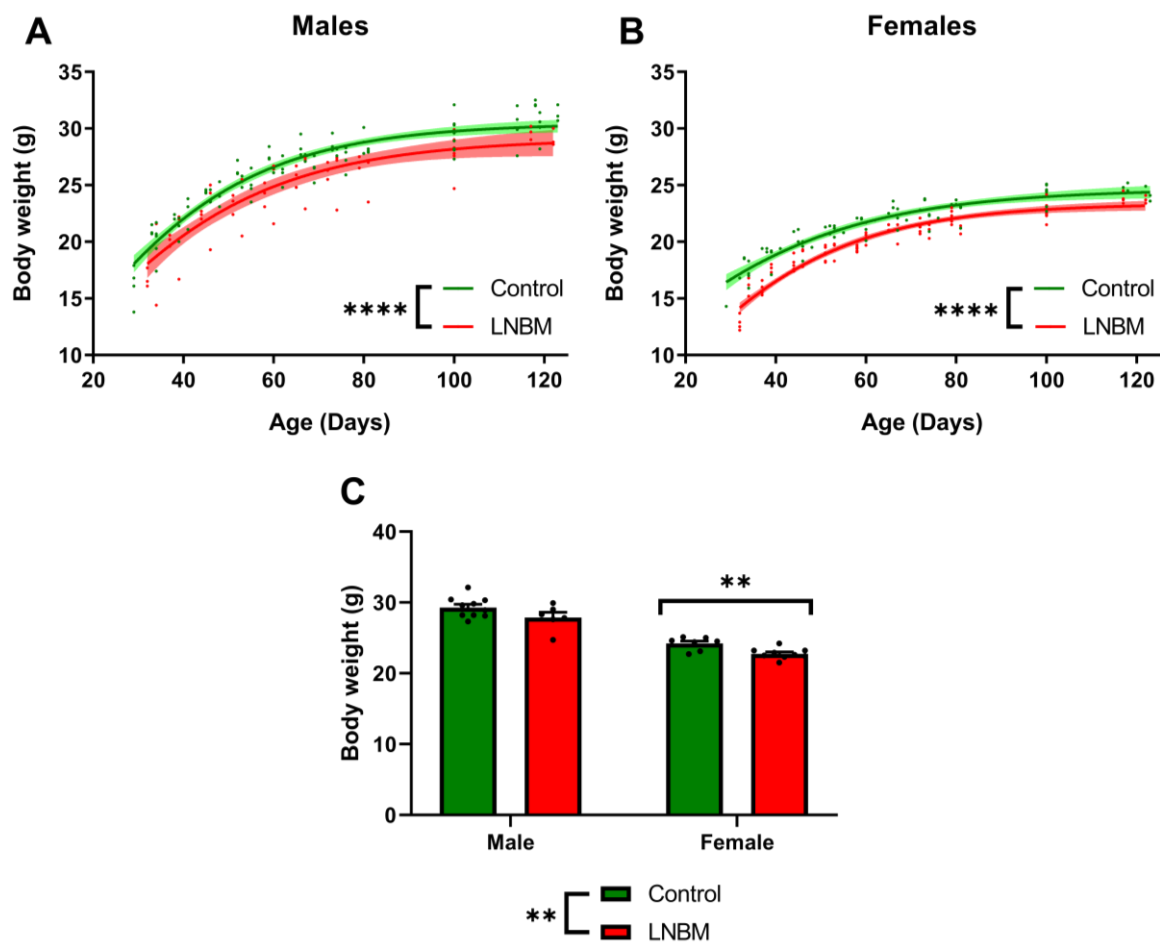 A
Males
B
Females
Body weight (g)
35
30
25
20
15
10
**** Control
LNBM
20 40 60 80 100 120
Age (Days)
Body weight (g)
35
30
25
20
15
10
**** Control
LNBM
20 40 60 80 100 120
Age (Days)
C
Body weight (g)
40
30
20
10
0
**
Male Female
** Control
LNBM